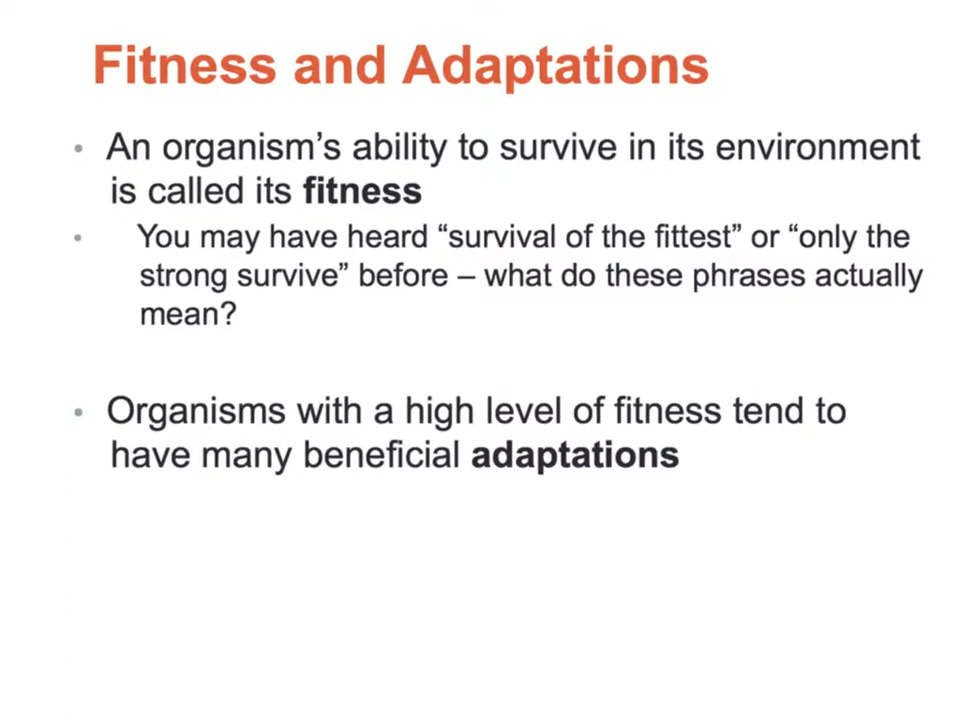 Fitness and Adaptations
• An organism’s ability to survive in its environment
is called its fitness
• You may have heard “survival of the fittest” or “only the
strong survive” before – what do these phrases actually
mean?
• Organisms with a high level of fitness tend to
have many beneficial adaptations